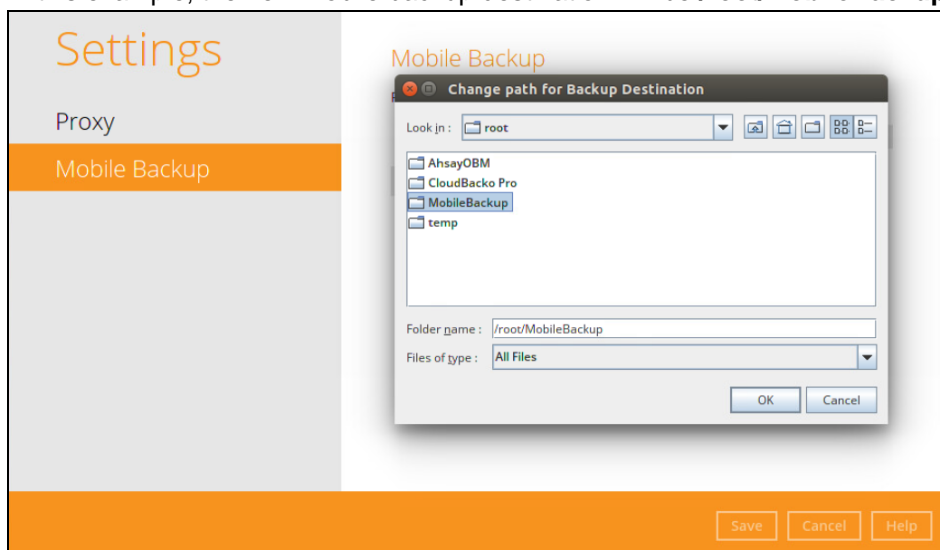 Settings
Proxy
Mobile Backup
Mobile Backup
Change path for Backup Destination
Look in : root
AhsayOBM
CloudBacko Pro
MobileBackup
temp
Folder name : /root/MobileBackup
Files of type : All Files
OK Cancel
Save Cancel Help